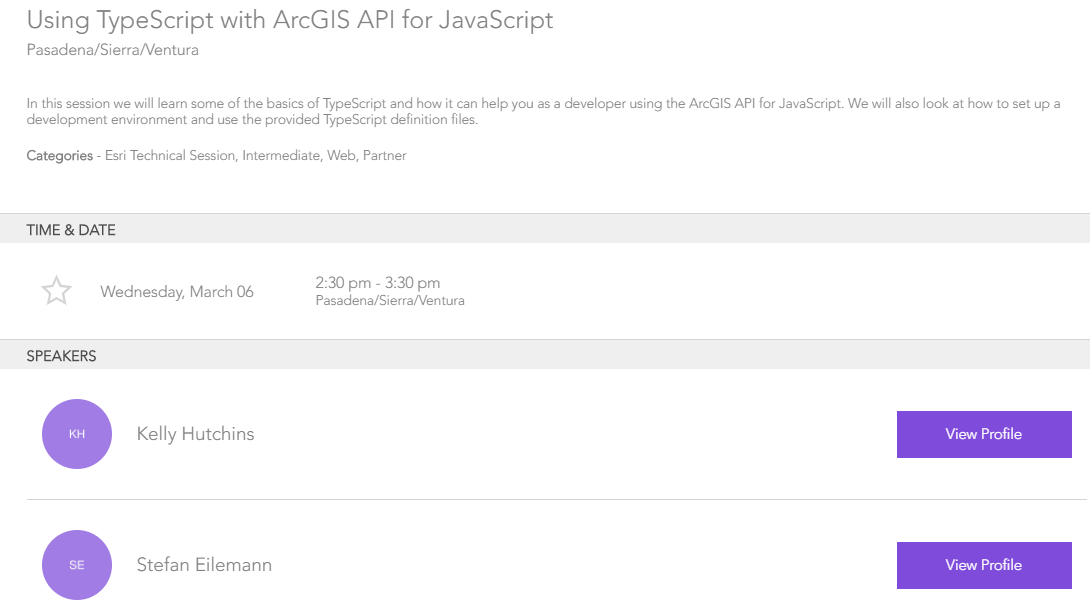 Using TypeScript with ArcGIS API for JavaScript
Pasadena/Sierra/Ventura
In this session we will learn some of the basics of TypeScript and how it can help you as a developer using the ArcGIS API for JavaScript. We will also look at how to set up a
development environment and use the provided TypeScript definition files.
Categories - Esri Technical Session, Intermediate, Web, Partner
TIME & DATE
Wednesday, March 06
2:30 pm - 3:30 pm
Pasadena/Sierra/Ventura
SPEAKERS
KH
Kelly Hutchins
View Profile
SE
Stefan Eilemann
View Profile